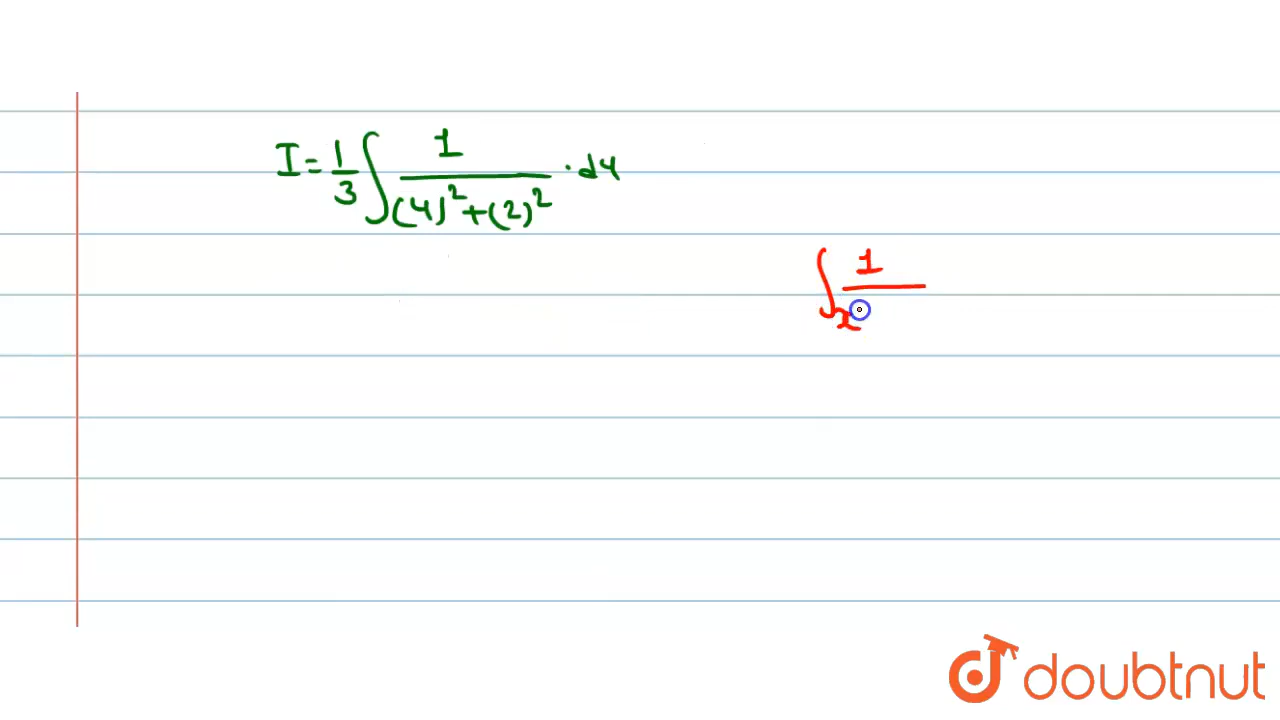 I = 1/3 ∫ 1/((y)² + (2)²) · dy
∫ 1/x
doubtnut